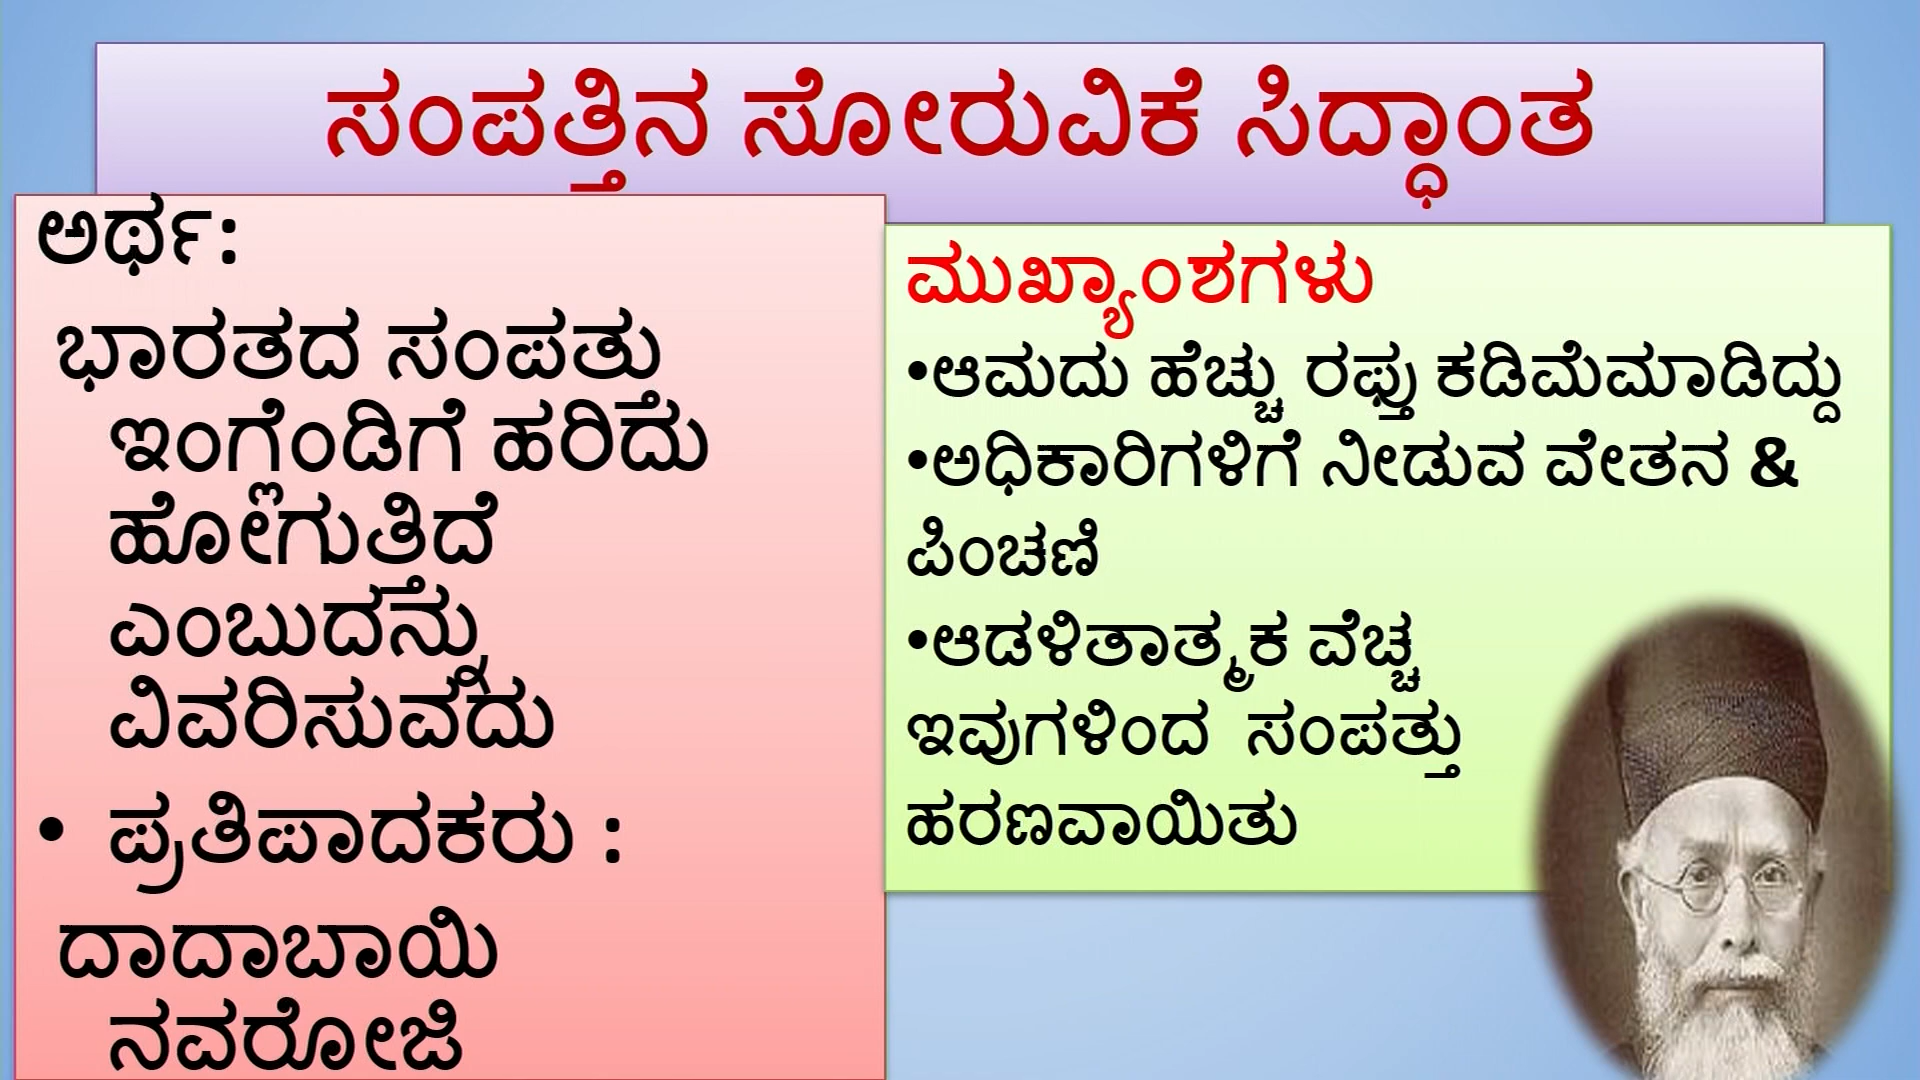 ಸಂಪತ್ತಿನ ಸೋರುವಿಕೆ ಸಿದ್ಧಾಂತ
ಅರ್ಥ:
ಭಾರತದ ಸಂಪತ್ತು
ಇಂಗ್ಲೆಂಡಿಗೆ ಹರಿದು
ಹೋಗುತ್ತಿದೆ
ಎಂಬುದನ್ನು
ವಿವರಿಸುವದು
• ಪ್ರತಿಪಾದಕರು :
ದಾದಾಬಾಯಿ
ನವರೋಜಿ
ಮುಖ್ಯಾಂಶಗಳು
•ಆಮದು ಹೆಚ್ಚು ರಫ್ತು ಕಡಿಮೆಮಾಡಿದ್ದು
•ಅಧಿಕಾರಿಗಳಿಗೆ ನೀಡುವ ವೇತನ &
ಪಿಂಚಣಿ
•ಆಡಳಿತಾತ್ಮಕ ವೆಚ್ಚ
ಇವುಗಳಿಂದ ಸಂಪತ್ತು
ಹರಣವಾಯಿತು